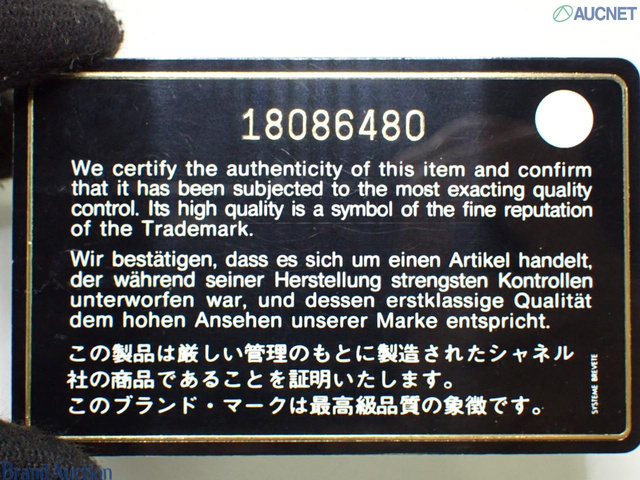 AUCNET
18086480
We certify the authenticity of this item and confirm
that it has been subjected to the most exacting quality
control. Its high quality is a symbol of the fine reputation
of the Trademark.
Wir bestätigen, dass es sich um einen Artikel handelt,
der während seiner Herstellung strengsten Kontrollen
unterworfen war, und dessen erstklassige Qualität
dem hohen Ansehen unserer Marke entspricht.
この製品は厳しい管理のもとに製造されたシャネル
社の商品であることを証明いたします。
このブランド・マークは最高級品質の象徴です。
SYSTEME BREVETE
Brand Auction